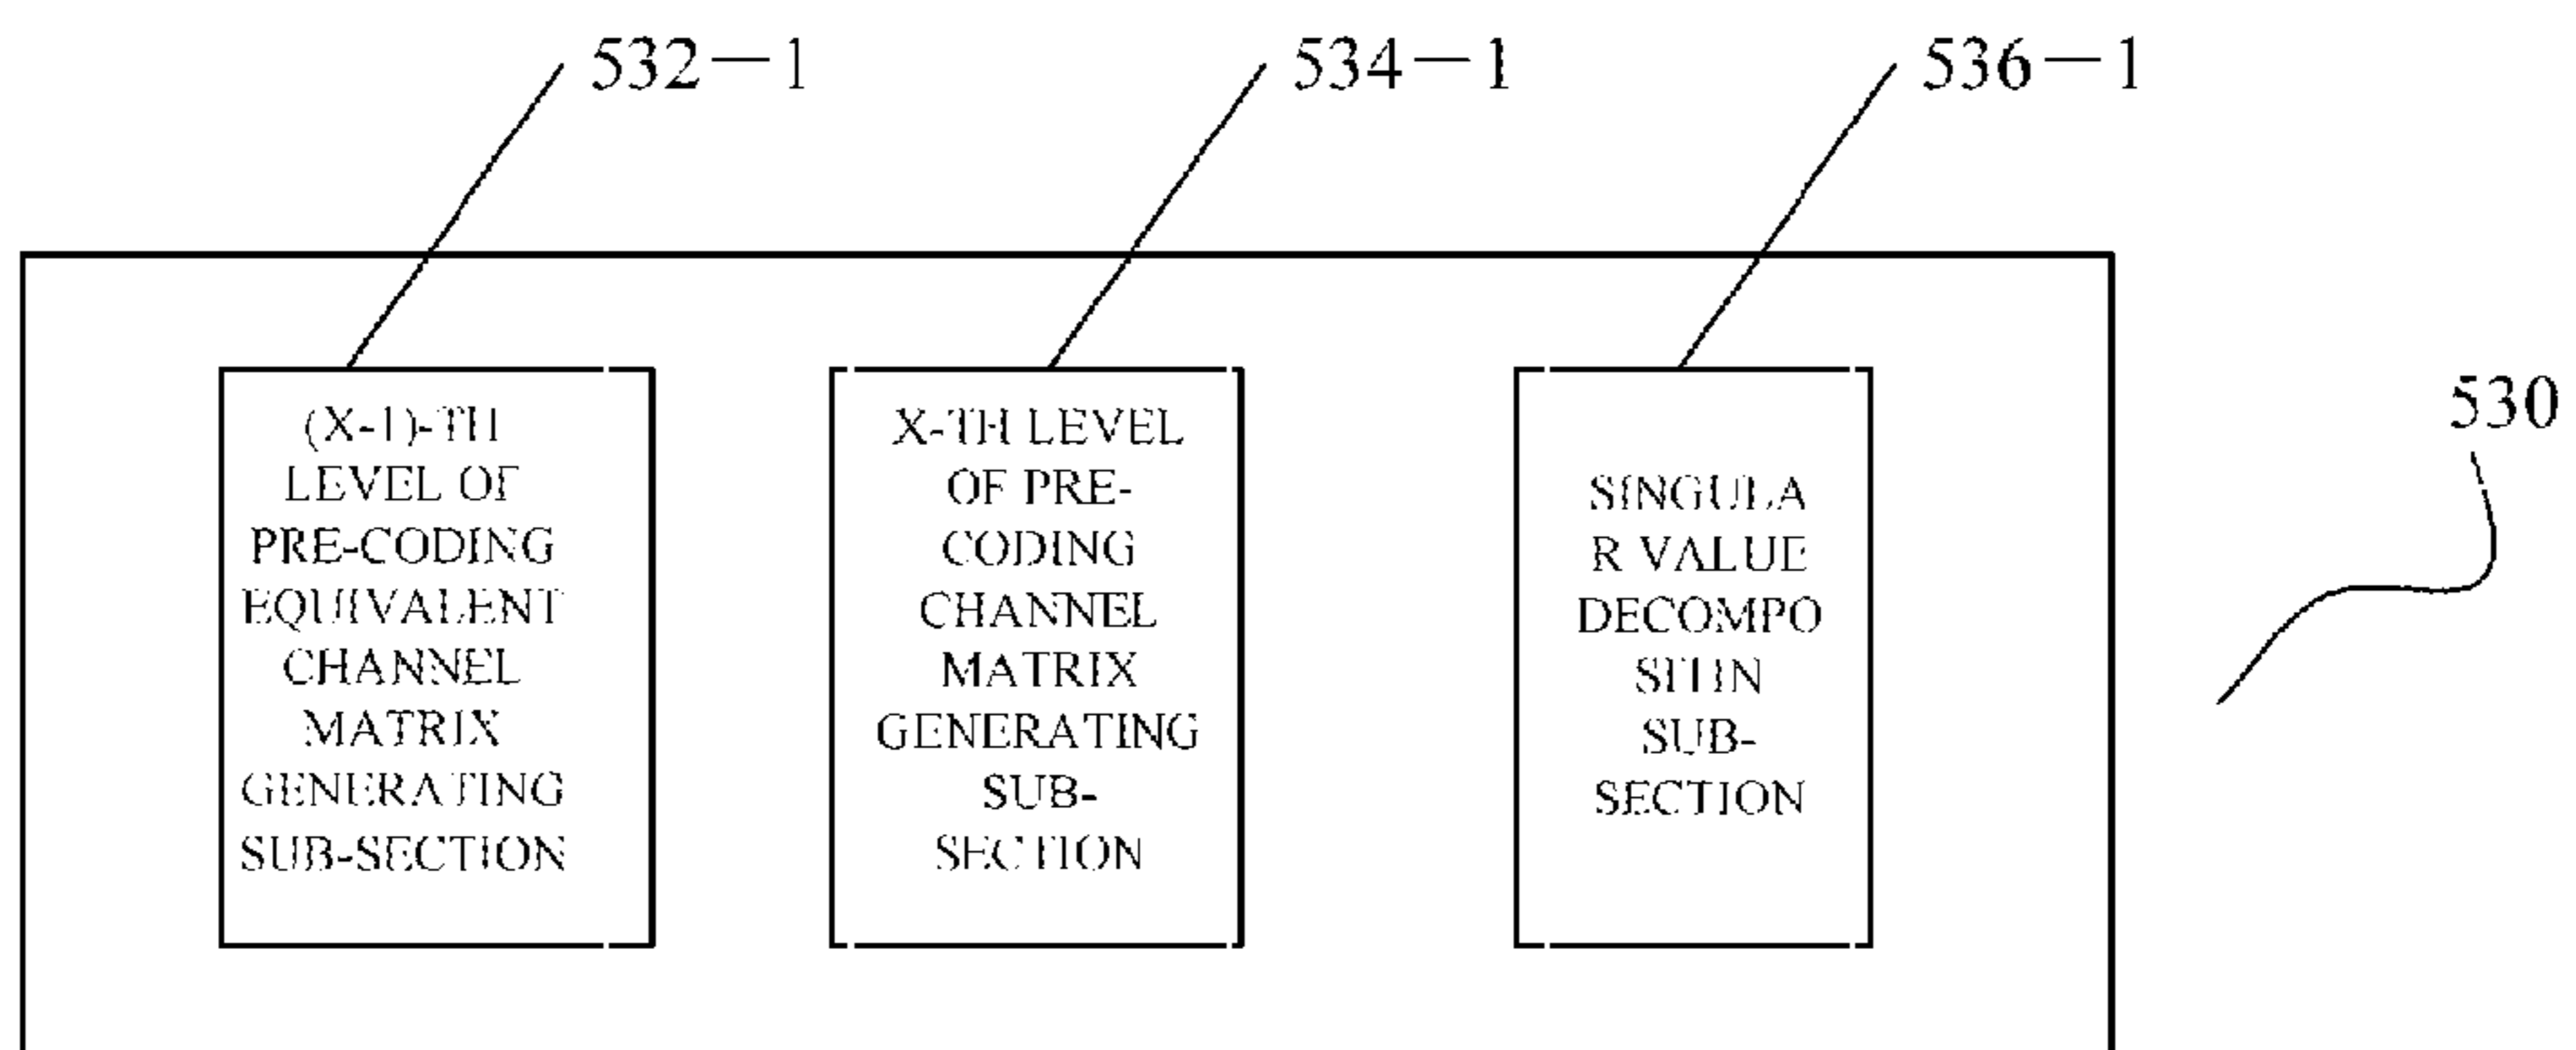 532-1
534-1
536-1
530
(X-1)-TH
LEVEL OF
PRE-CODING
EQUIVALENT
CHANNEL
MATRIX
GENERATING
SUB-SECTION
X-TH LEVEL
OF PRE-
CODING
CHANNEL
MATRIX
GENERATING
SUB-
SECTION
SINGULA
R VALUE
DECOMPO
SITIN
SUB-
SECTION